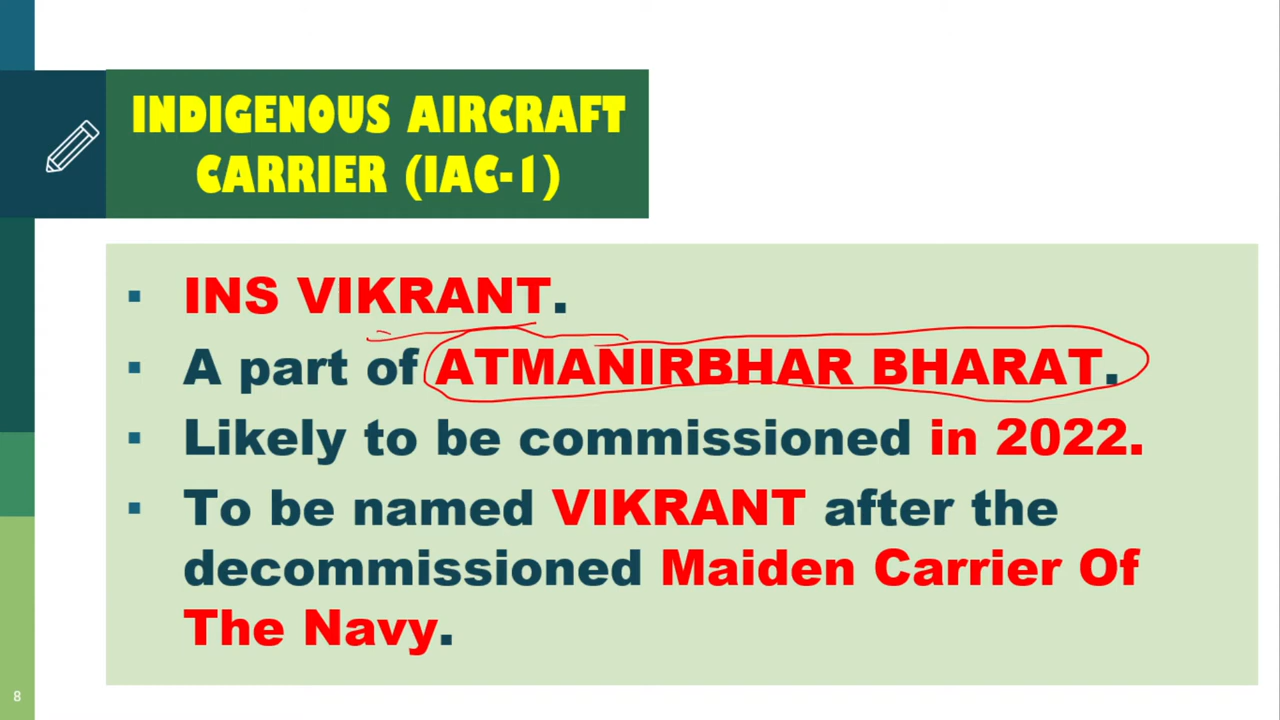 INDIGENOUS AIRCRAFT
CARRIER (IAC-1)
▪ INS VIKRANT.
▪ A part of ATMANIRBHAR BHARAT.
▪ Likely to be commissioned in 2022.
▪ To be named VIKRANT after the
decommissioned Maiden Carrier Of
The Navy.
8